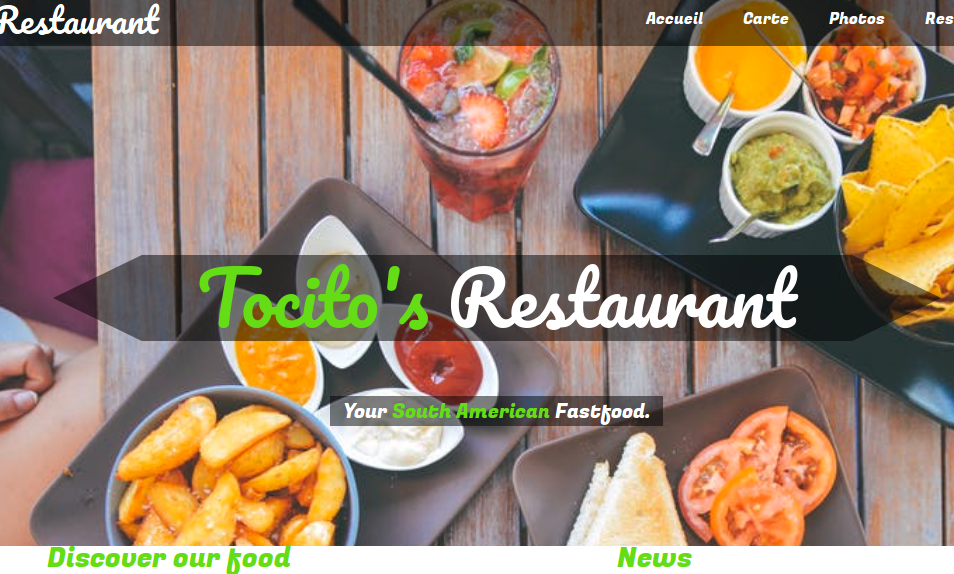 Restaurant
Accueil Carte Photos Res
Tocito's Restaurant
Your South American Fastfood.
Discover our food
News